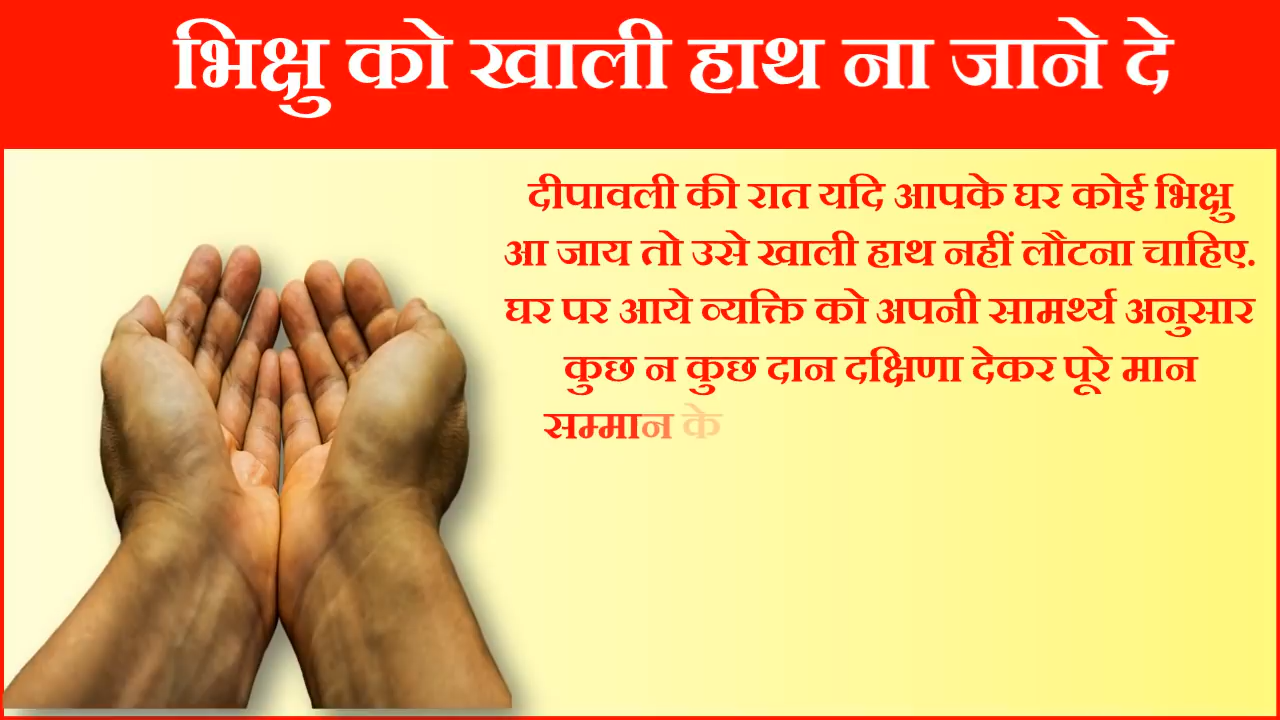 भिक्षु को खाली हाथ ना जाने दे
दीपावली की रात यदि आपके घर कोई भिक्षु
आ जाय तो उसे खाली हाथ नहीं लौटना चाहिए.
घर पर आये व्यक्ति को अपनी सामर्थ्य अनुसार
कुछ न कुछ दान दक्षिणा देकर पूरे मान
सम्मान के